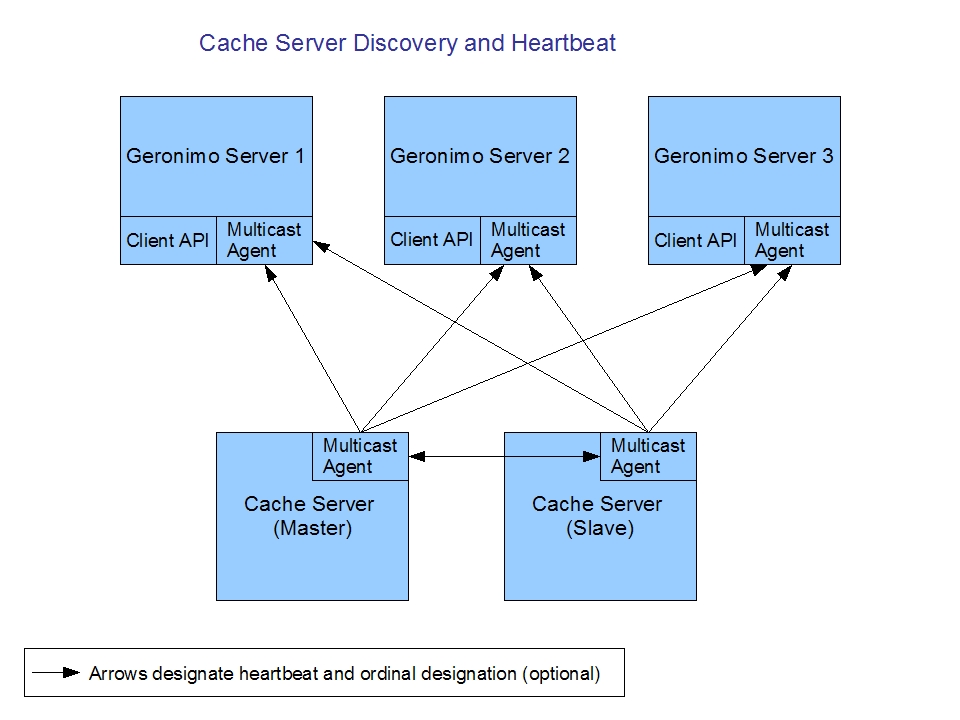 Cache Server Discovery and Heartbeat
Geronimo Server 1
Geronimo Server 2
Geronimo Server 3
Client API
Multicast
Agent
Client API
Multicast
Agent
Client API
Multicast
Agent
Multicast
Agent
Cache Server
(Master)
Multicast
Agent
Cache Server
(Slave)
Arrows designate heartbeat and ordinal designation (optional)